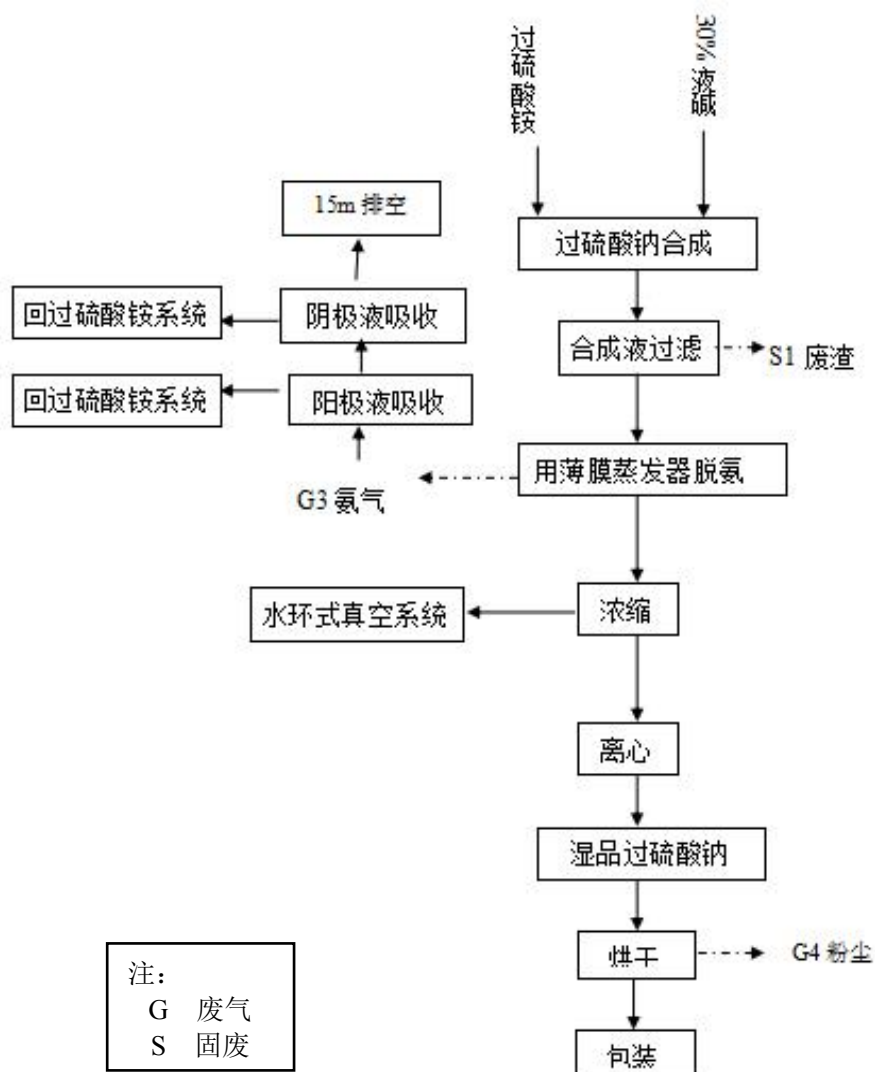 过硫酸铵
30%液碱
15m 排空
过硫酸钠合成
回过硫酸铵系统
阴极液吸收
合成液过滤
S1 废渣
回过硫酸铵系统
阳极液吸收
G3 氨气
用薄膜蒸发器脱氨
水环式真空系统
浓缩
离心
湿品过硫酸钠
烘干
G4 粉尘
包装
注:
G 废气
S 固废